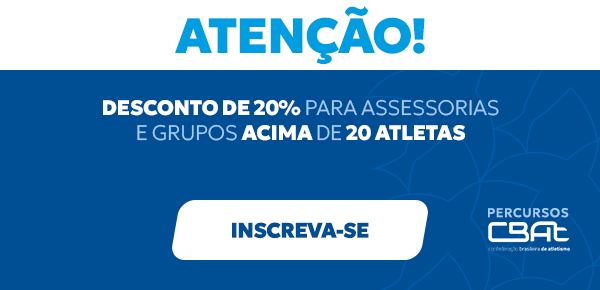 ATENÇÃO!
DESCONTO DE 20% PARA ASSESSORIAS
E GRUPOS ACIMA DE 20 ATLETAS
INSCREVA-SE
PERCURSOS
CBAt
confederação brasileira de atletismo